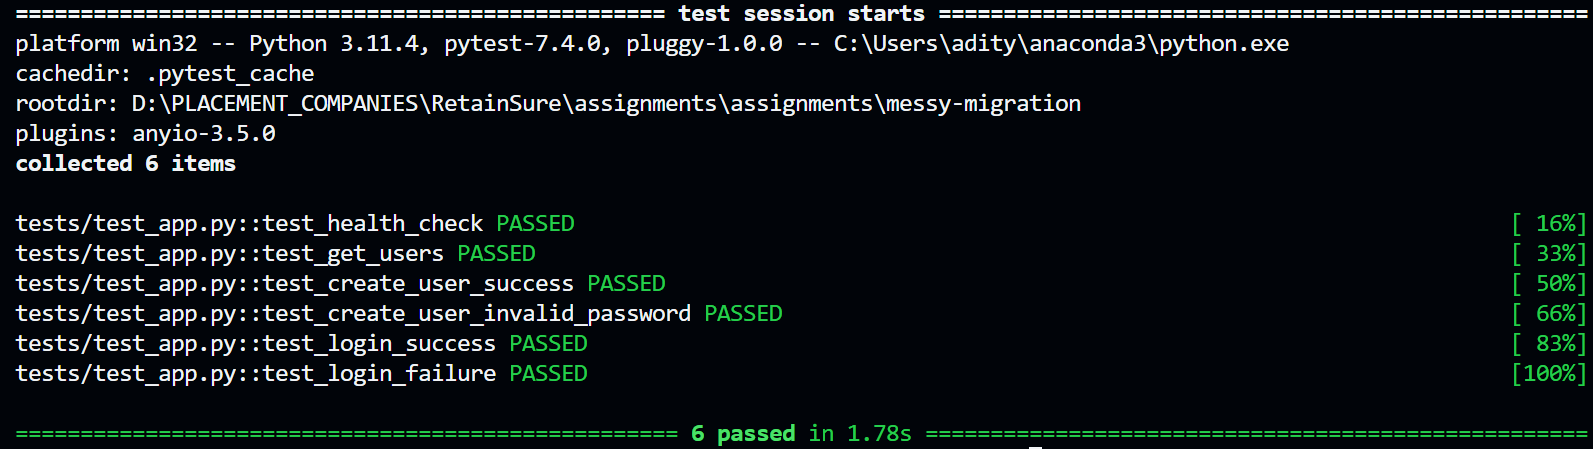 ================================================== test session starts ==================================================
platform win32 -- Python 3.11.4, pytest-7.4.0, pluggy-1.0.0 -- C:\Users\adity\anaconda3\python.exe
cachedir: .pytest_cache
rootdir: D:\PLACEMENT_COMPANIES\RetainSure\assignments\assignments\messy-migration
plugins: anyio-3.5.0
collected 6 items
tests/test_app.py::test_health_check PASSED [ 16%]
tests/test_app.py::test_get_users PASSED [ 33%]
tests/test_app.py::test_create_user_success PASSED [ 50%]
tests/test_app.py::test_create_user_invalid_password PASSED [ 66%]
tests/test_app.py::test_login_success PASSED [ 83%]
tests/test_app.py::test_login_failure PASSED [100%]
=================================================== 6 passed in 1.78s ===================================================